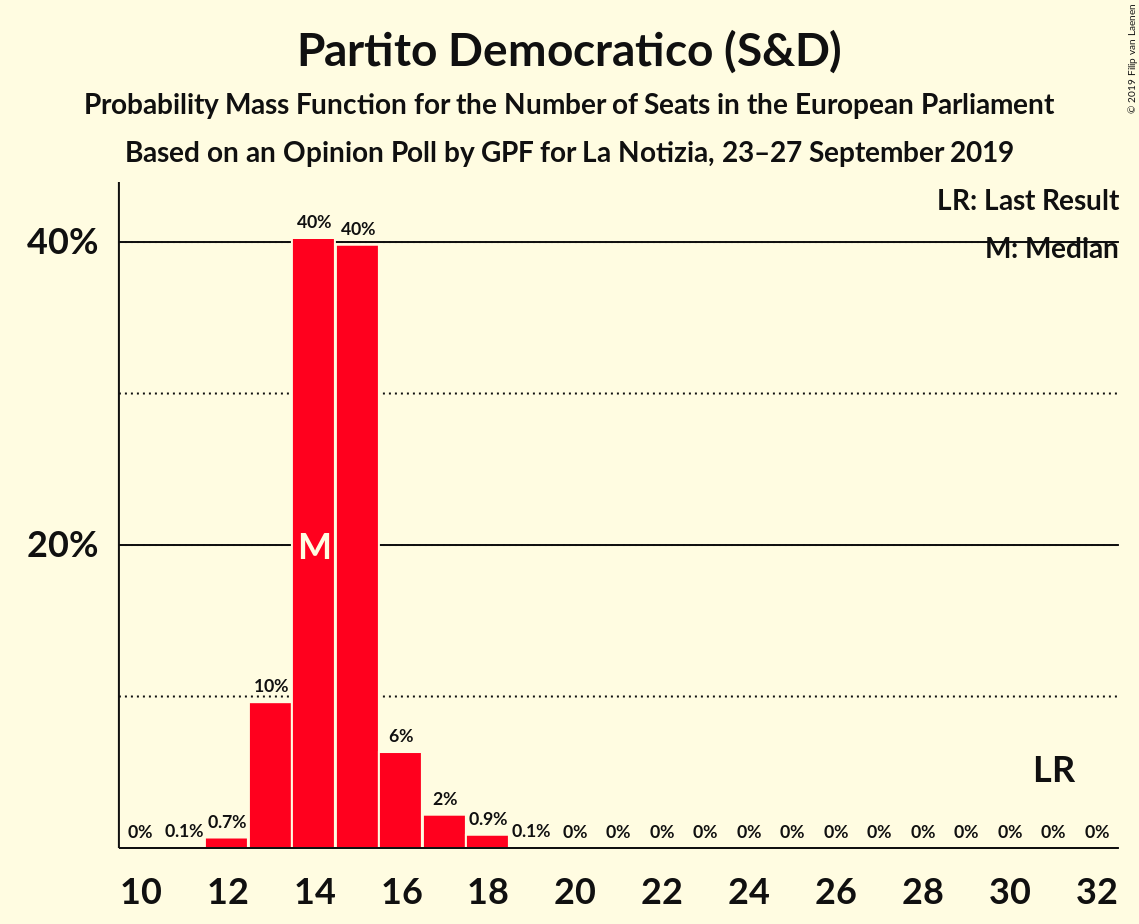 Partito Democratico (S&D)
Probability Mass Function for the Number of Seats in the European Parliament
Based on an Opinion Poll by GPF for La Notizia, 23–27 September 2019
© 2019 Filip van Laenen
LR: Last Result
M: Median
40%
20%
0% 0.1% 0.7% 10% 40% 40% 6% 2% 0.9% 0.1% 0% 0% 0% 0% 0% 0% 0% 0% 0% 0% 0% 0% 0%
M
LR
10 12 14 16 18 20 22 24 26 28 30 32